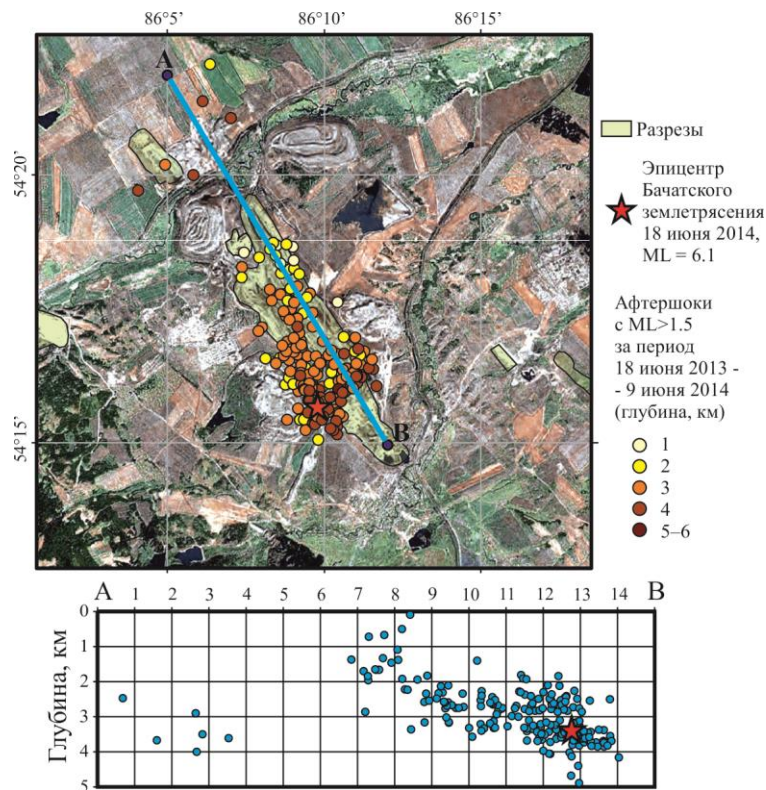 86°5' 86°10' 86°15'
A
54°20'
B
54°15'
Разрезы
Эпицентр
Бачатского
землетрясения
18 июня 2014,
ML = 6.1
Афтершоки
с ML>1.5
за период
18 июня 2013 -
- 9 июня 2014
(глубина, км)
1
2
3
4
5–6
A 1 2 3 4 5 6 7 8 9 10 11 12 13 14 B
Глубина, км
0
1
2
3
4
5